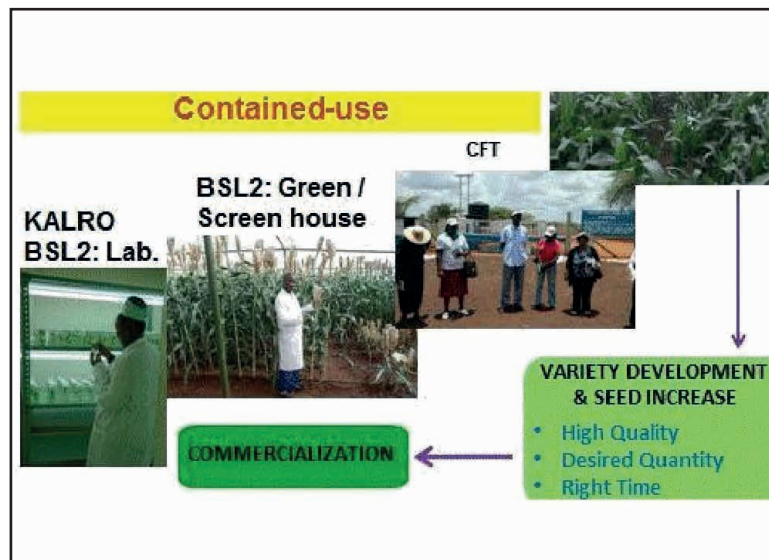 Contained-use
CFT
BSL2: Green /
Screen house
KALRO
BSL2: Lab.
VARIETY DEVELOPMENT
& SEED INCREASE
• High Quality
• Desired Quantity
• Right Time
COMMERCIALIZATION